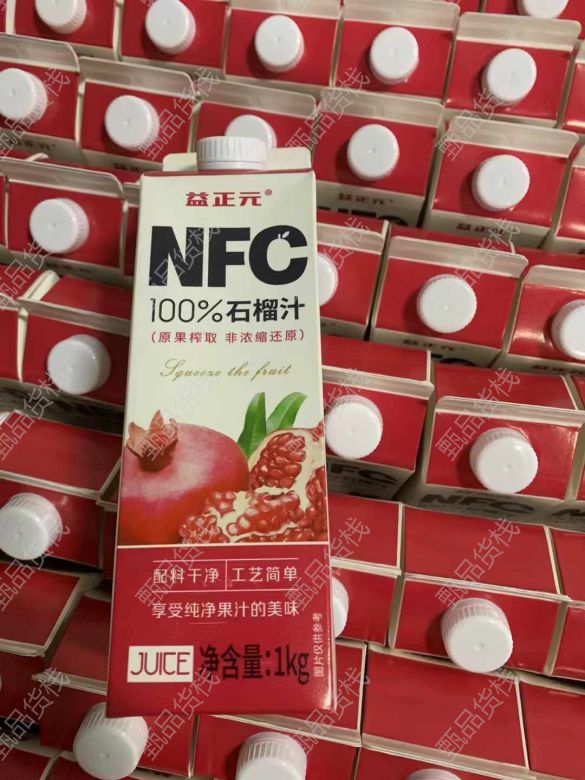 益正元®
NFC
100%石榴汁
(原果榨取 非浓缩还原)
Squeeze the fruit
配料干净 工艺简单
享受纯净果汁的美味
JUICE 净含量:1kg
图片仅供参考
甄品货栈